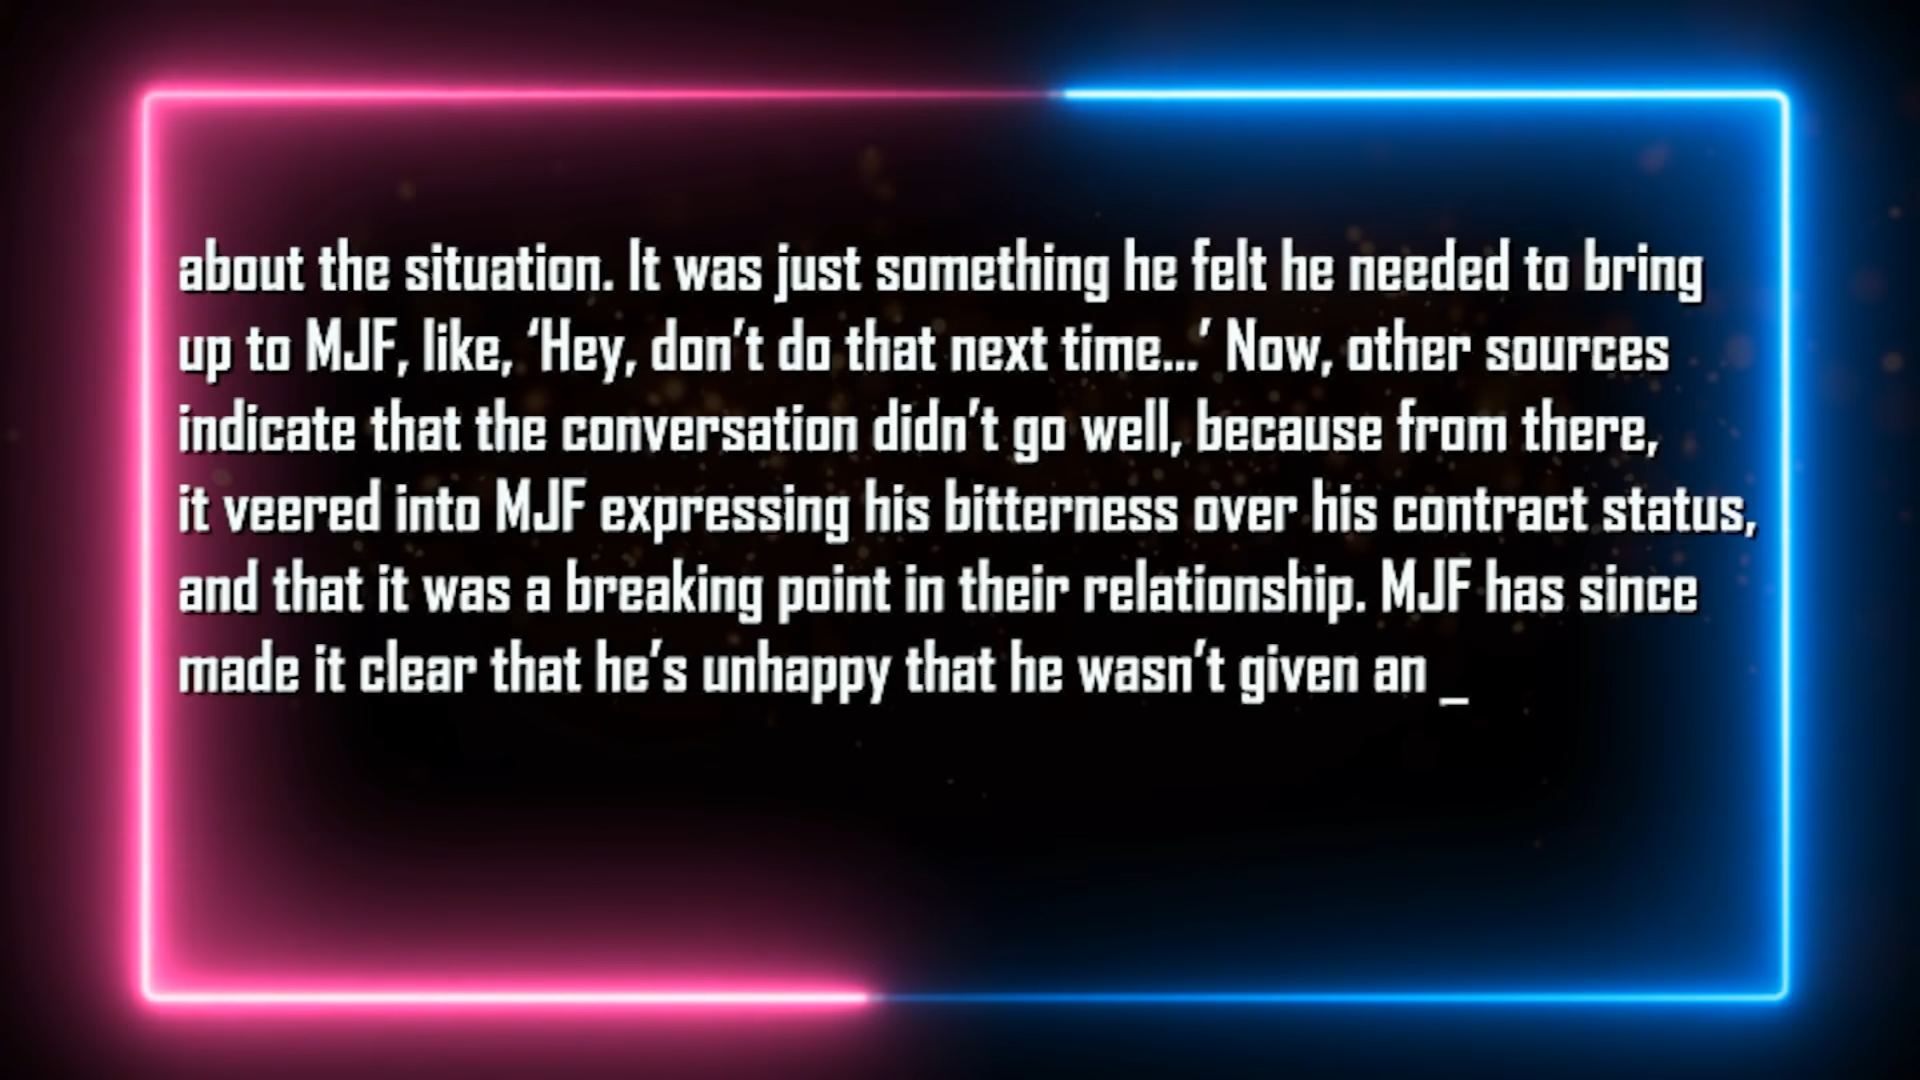 about the situation. It was just something he felt he needed to bring
up to MJF, like, ‘Hey, don’t do that next time...’ Now, other sources
indicate that the conversation didn’t go well, because from there,
it veered into MJF expressing his bitterness over his contract status,
and that it was a breaking point in their relationship. MJF has since
made it clear that he’s unhappy that he wasn’t given an _